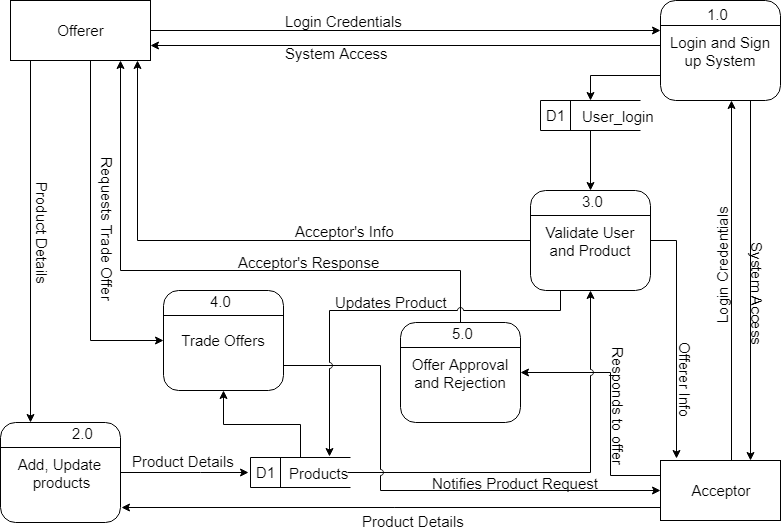 Offerer
Login Credentials
System Access
1.0
Login and Sign
up System
D1
User_login
3.0
Validate User
and Product
Acceptor's Info
Acceptor's Response
Product Details
Requests Trade Offer
4.0
Trade Offers
Updates Product
5.0
Offer Approval
and Rejection
Responds to offer
Offerer Info
Login Credentials
System Access
2.0
Add, Update
products
Product Details
D1
Products
Notifies Product Request
Acceptor
Product Details